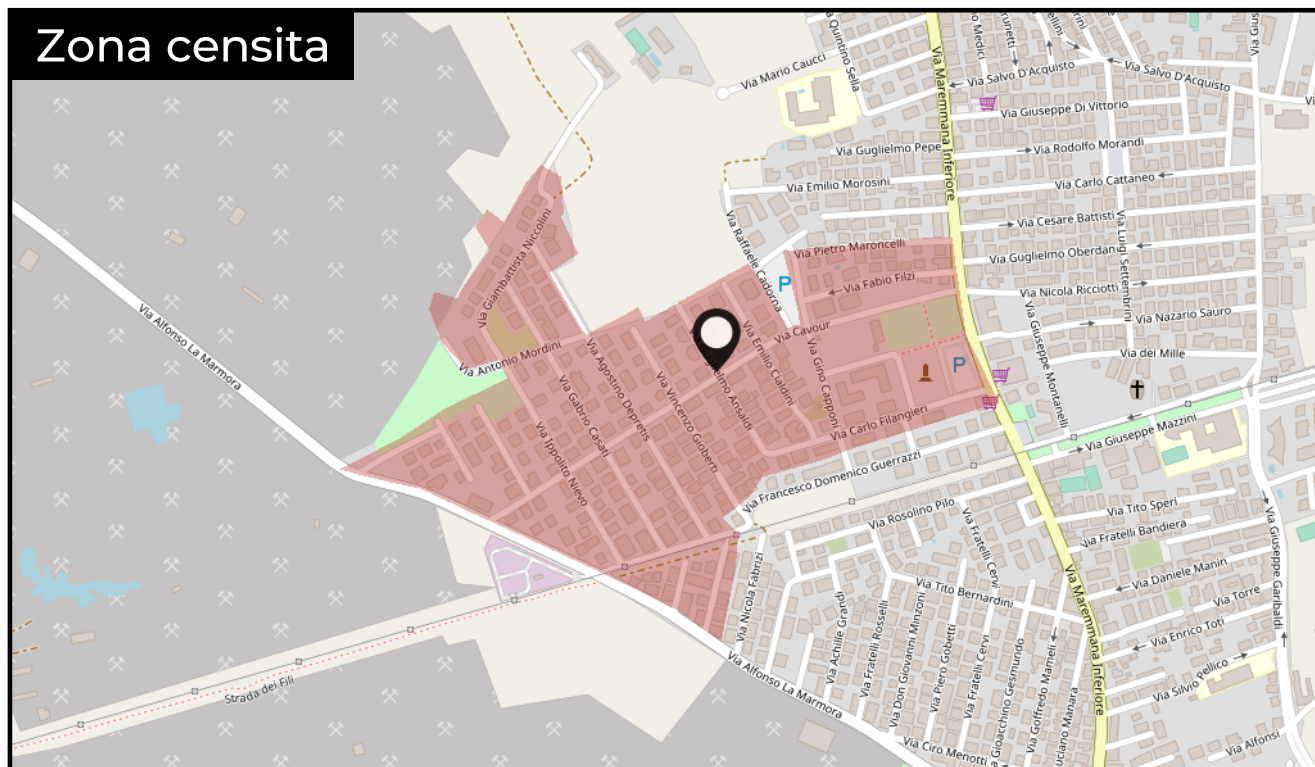 Zona censita
Via Quintino Sella
Via Mario Caucci
Via Salvo D'Acquisto
Via Salvo D'Acquisto
Via Giuseppe Di Vittorio
Via Maremmana Inferiore
Via Guglielmo Pepe
Via Rodolfo Morandi
Via Emilio Morosini
Via Carlo Cattaneo
Via Cesare Battisti
Via Luigi Settembrini
Via Raffaele Cadorna
Via Pietro Maroncelli
Via Guglielmo Oberdan
Via Giambattista Niccolini
P
Via Fabio Filzi
Via Nicola Ricciotti
Via Nazario Sauro
Via Giuseppe Montanelli
Via Cavour
Via Alfonso La Marmora
Via Antonio Mordini
Via Agostino Depretis
Via Emilio Cialdini
Via Gino Capponi
P
Via dei Mille
Via Gabrio Casati
Via Vincenzo Gioberti
Ansaldi
Via Carlo Filangieri
Via Ippolito Nievo
Via Francesco Domenico Guerrazzi
Via Giuseppe Mazzini
Via Rosolino Pilo
Via Tito Speri
Via Fratelli Cervi
Via Fratelli Bandiera
Via Giuseppe Garibaldi
Via Nicola Fabrizi
Via Daniele Manin
Via Tito Bernardini
Via Torre
Via Achille Grandi
Via Fratelli Rosselli
Via Don Giovanni Minzoni
Via Piero Gobetti
Via Fratelli Cervi
Via Maremmana Inferiore
Via Enrico Toti
Gioacchino Gesmundo
Via Goffredo Mameli
Manara
Via Silvio Pellico
Strada dei Fili
Via Alfonso La Marmora
Via Ciro Menotti
Via Alfonsi